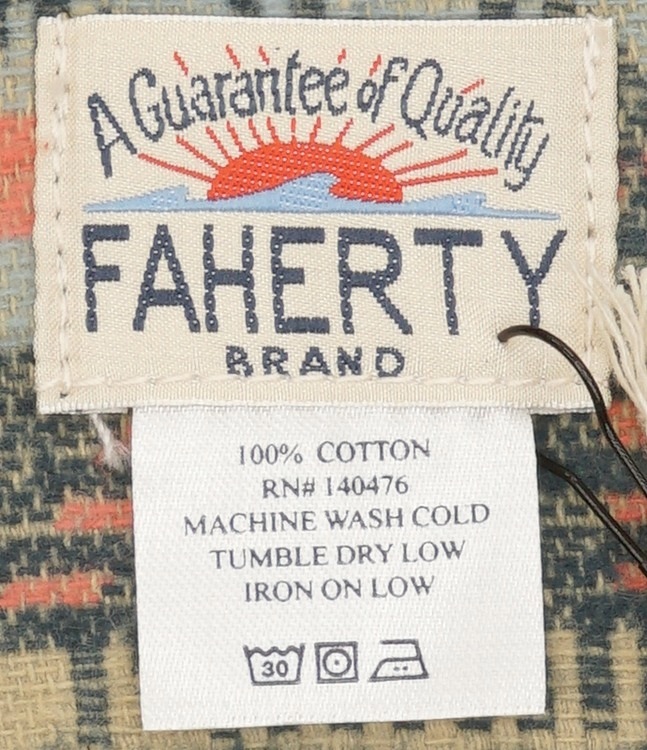 A Guarantee of Quality
FAHERTY
BRAND
100% COTTON
RN# 140476
MACHINE WASH COLD
TUMBLE DRY LOW
IRON ON LOW
30